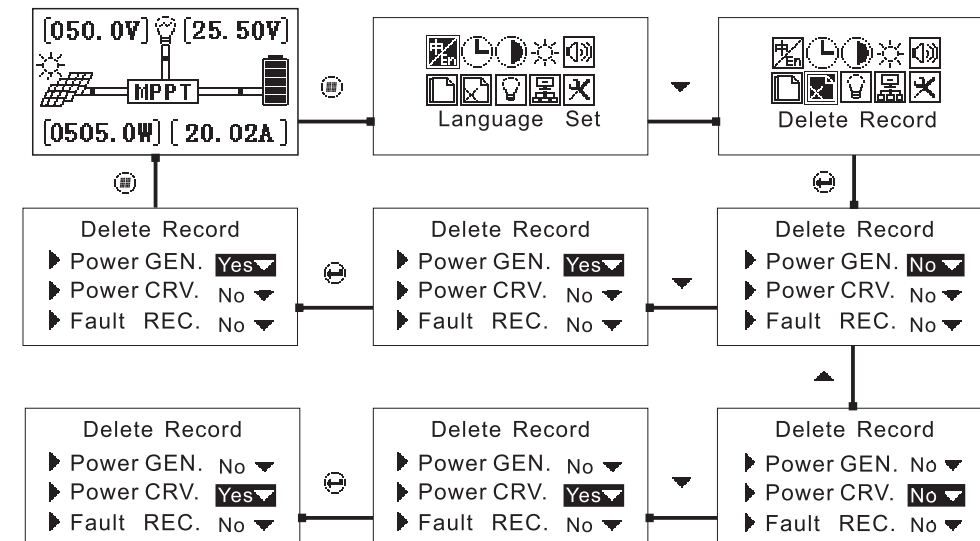 [050. 0V] [25. 50V]
MPPT
[0505. 0W] [ 20. 02A ]
中/En
Language Set
中/En
Delete Record
Delete Record
Power GEN. Yes
Power CRV. No
Fault REC. No
Delete Record
Power GEN. Yes
Power CRV. No
Fault REC. No
Delete Record
Power GEN. No
Power CRV. No
Fault REC. No
Delete Record
Power GEN. No
Power CRV. Yes
Fault REC. No
Delete Record
Power GEN. No
Power CRV. Yes
Fault REC. No
Delete Record
Power GEN. No
Power CRV. No
Fault REC. No